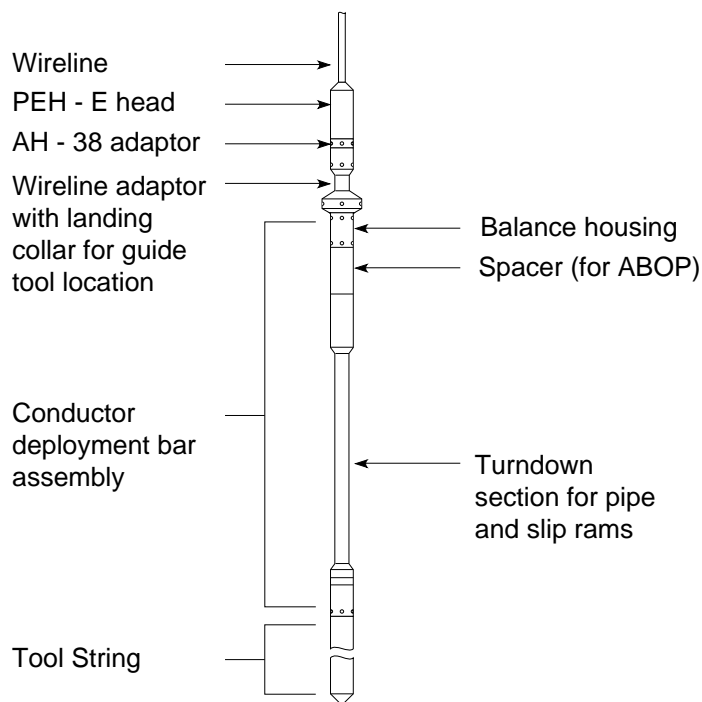 Wireline
PEH - E head
AH - 38 adaptor
Wireline adaptor
with landing
collar for guide
tool location
Balance housing
Spacer (for ABOP)
Conductor
deployment bar
assembly
Turndown
section for pipe
and slip rams
Tool String